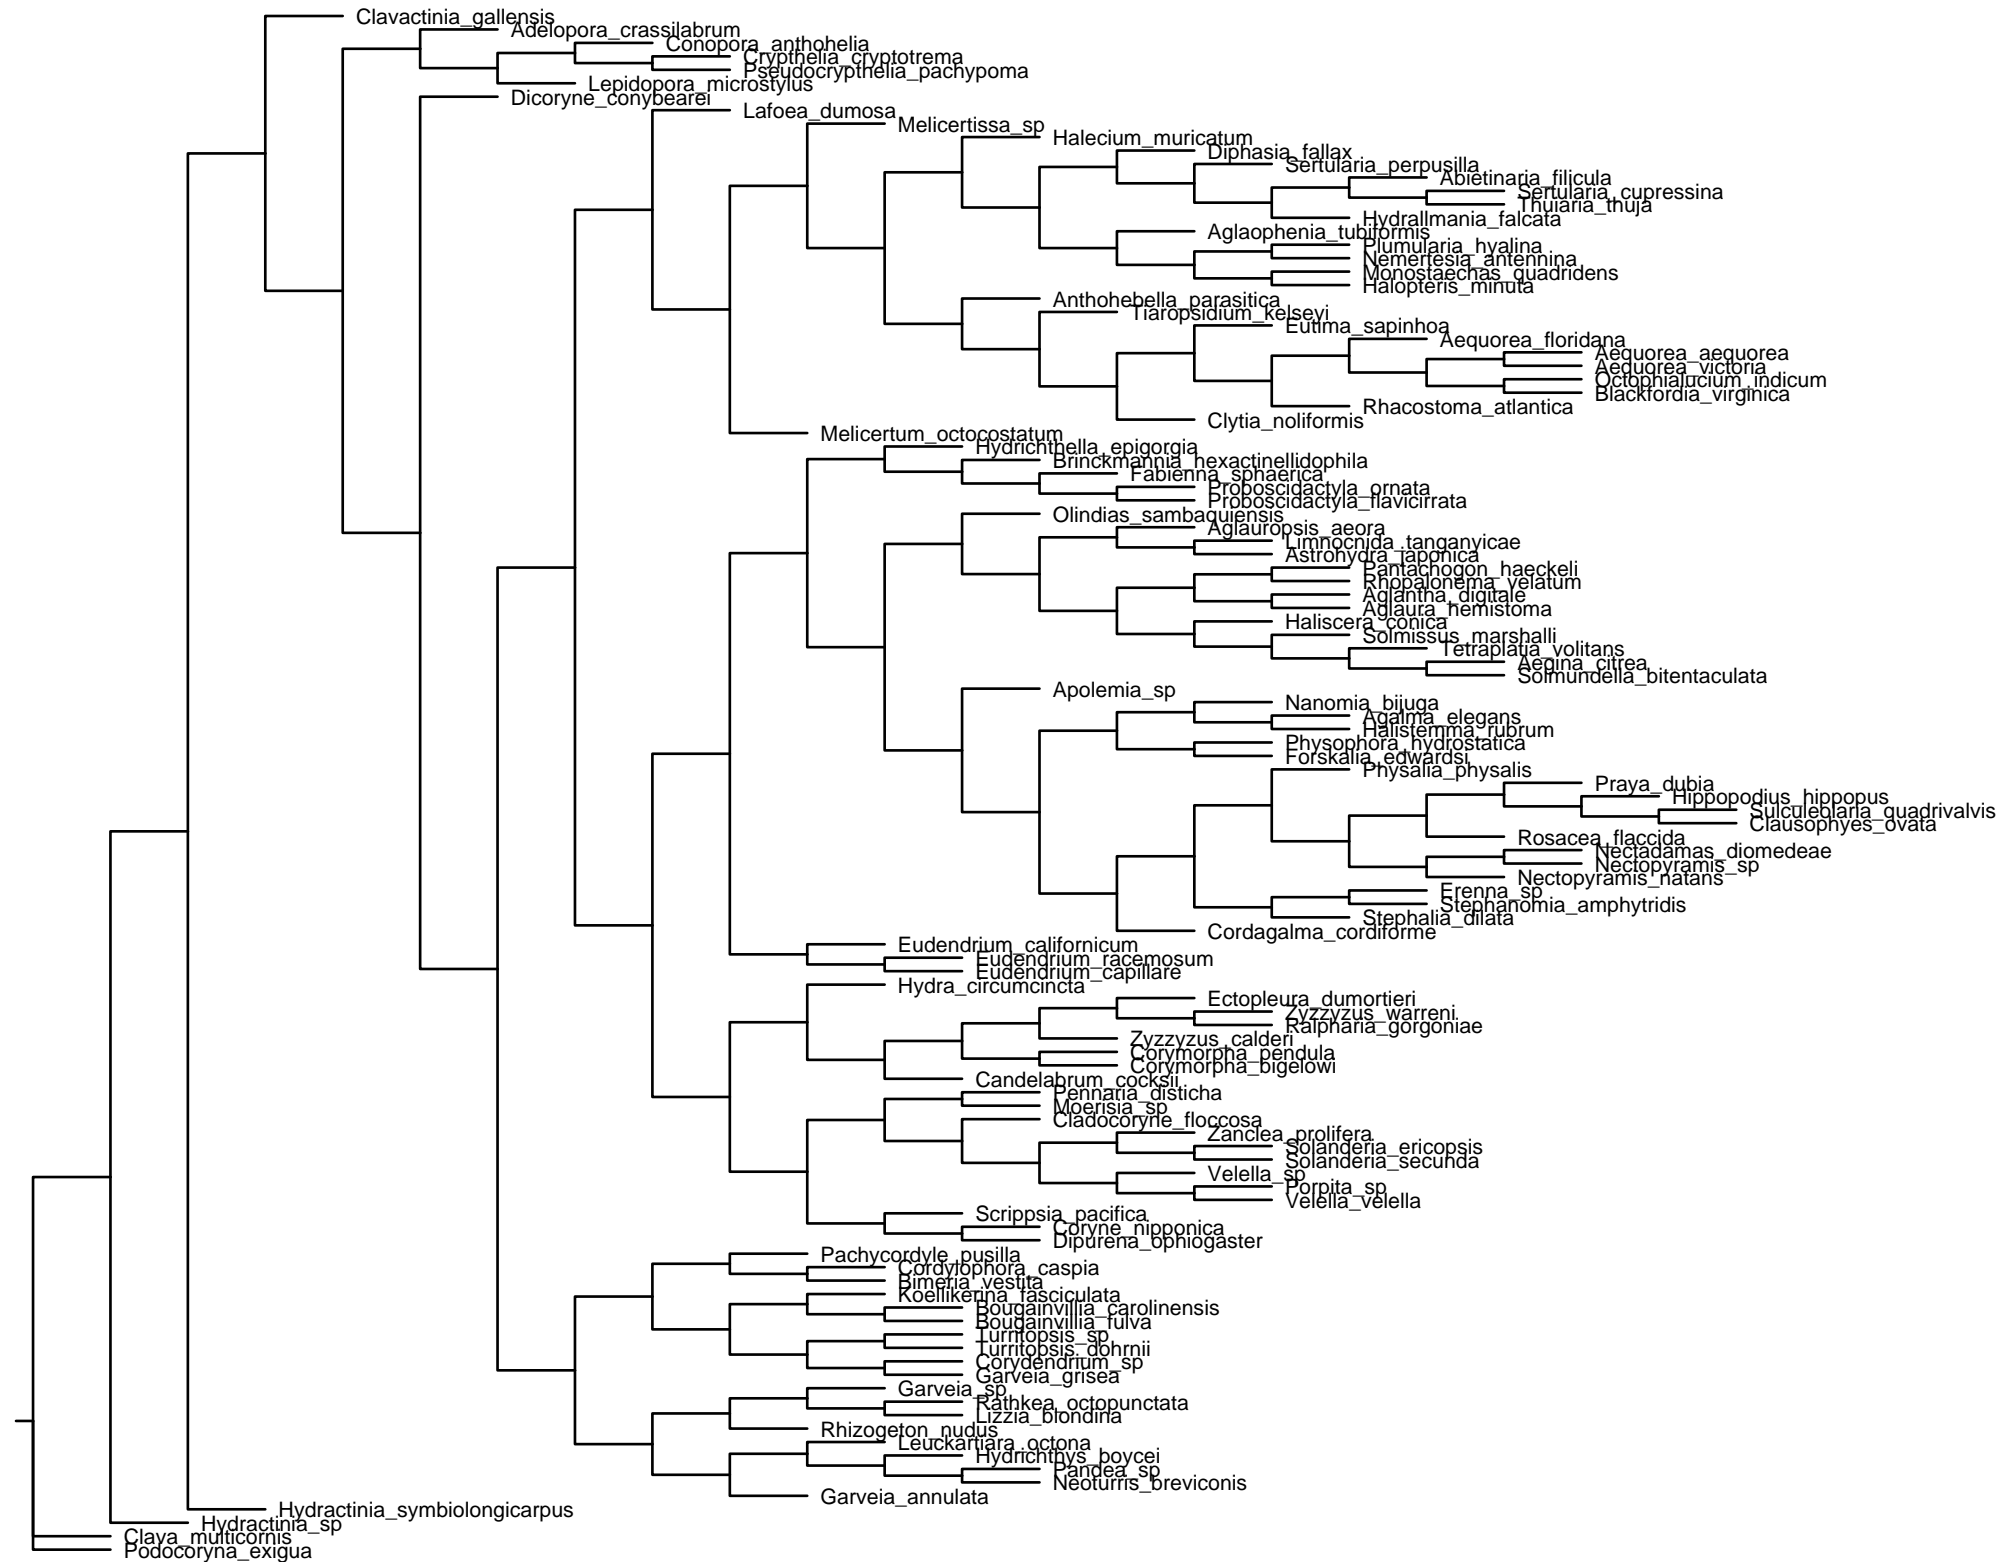 Clavactinia_gallensis
Adelopora_crassilabrum
Conopora_anthohelia
Crypthelia_cryptotrema
Pseudocrypthelia_pachypoma
Lepidopora_microstylus
Dicoryne_conybearei
Lafoea_dumosa
Melicertissa_sp
Halecium_muricatum
Diphasia_fallax
Sertularia_perpusilla
Abietinaria_filicula
Sertularia_cupressina
Thuiaria_thuja
Hydrallmania_falcata
Aglaophenia_tubiformis
Plumularia_hyalina
Nemertesia_antennina
Monostaechas_quadridens
Halopteris_minuta
Anthohebella_parasitica
Tiaropsidium_kelseyi
Eutima_sapinhoa
Aequorea_floridana
Aequorea_aequorea
Aequorea_victoria
Octophialucium_indicum
Blackfordia_virginica
Rhacostoma_atlantica
Clytia_noliformis
Melicertum_octocostatum
Hydrichthella_epigorgia
Brinckmannia_hexactinellidophila
Fabienna_sphaerica
Proboscidactyla_ornata
Proboscidactyla_flavicirrata
Olindias_sambaquiensis
Aglauropsis_aeora
Limnocnida_tanganyicae
Astrohydra_japonica
Pantachogon_haeckeli
Rhopalonema_velatum
Aglantha_digitale
Aglaura_hemistoma
Haliscera_conica
Solmissus_marshalli
Tetraplatia_volitans
Aegina_citrea
Solmundella_bitentaculata
Apolemia_sp
Nanomia_bijuga
Agalma_elegans
Halistemma_rubrum
Physophora_hydrostatica
Forskalia_edwardsi
Physalia_physalis
Praya_dubia
Hippopodius_hippopus
Sulculeolaria_quadrivalvis
Clausophyes_ovata
Rosacea_flaccida
Nectadamas_diomedeae
Nectopyramis_sp
Nectopyramis_natans
Erenna_sp
Stephanomia_amphytridis
Stephalia_dilata
Cordagalma_cordiforme
Eudendrium_californicum
Eudendrium_racemosum
Eudendrium_capillare
Hydra_circumcincta
Ectopleura_dumortieri
Zyzzyzus_warreni
Ralpharia_gorgoniae
Zyzzyzus_calderi
Corymorpha_pendula
Corymorpha_bigelowi
Candelabrum_cocksii
Pennaria_disticha
Moerisia_sp
Cladocoryne_floccosa
Zanclea_prolifera
Solanderia_ericopsis
Solanderia_secunda
Velella_sp
Porpita_sp
Velella_velella
Scrippsia_pacifica
Coryne_nipponica
Dipurena_ophiogaster
Pachycordyle_pusilla
Cordylophora_caspia
Bimeria_vestita
Koellikerina_fasciculata
Bougainvillia_carolinensis
Bougainvillia_fulva
Turritopsis_sp
Turritopsis_dohrnii
Corydendrium_sp
Garveia_grisea
Garveia_sp
Rathkea_octopunctata
Lizzia_blondina
Rhizogeton_nudus
Leuckartiara_octona
Hydrichthys_boycei
Pandea_sp
Neoturris_breviconis
Garveia_annulata
Hydractinia_symbiolongicarpus
Hydractinia_sp
Clava_multicornis
Podocoryna_exigua